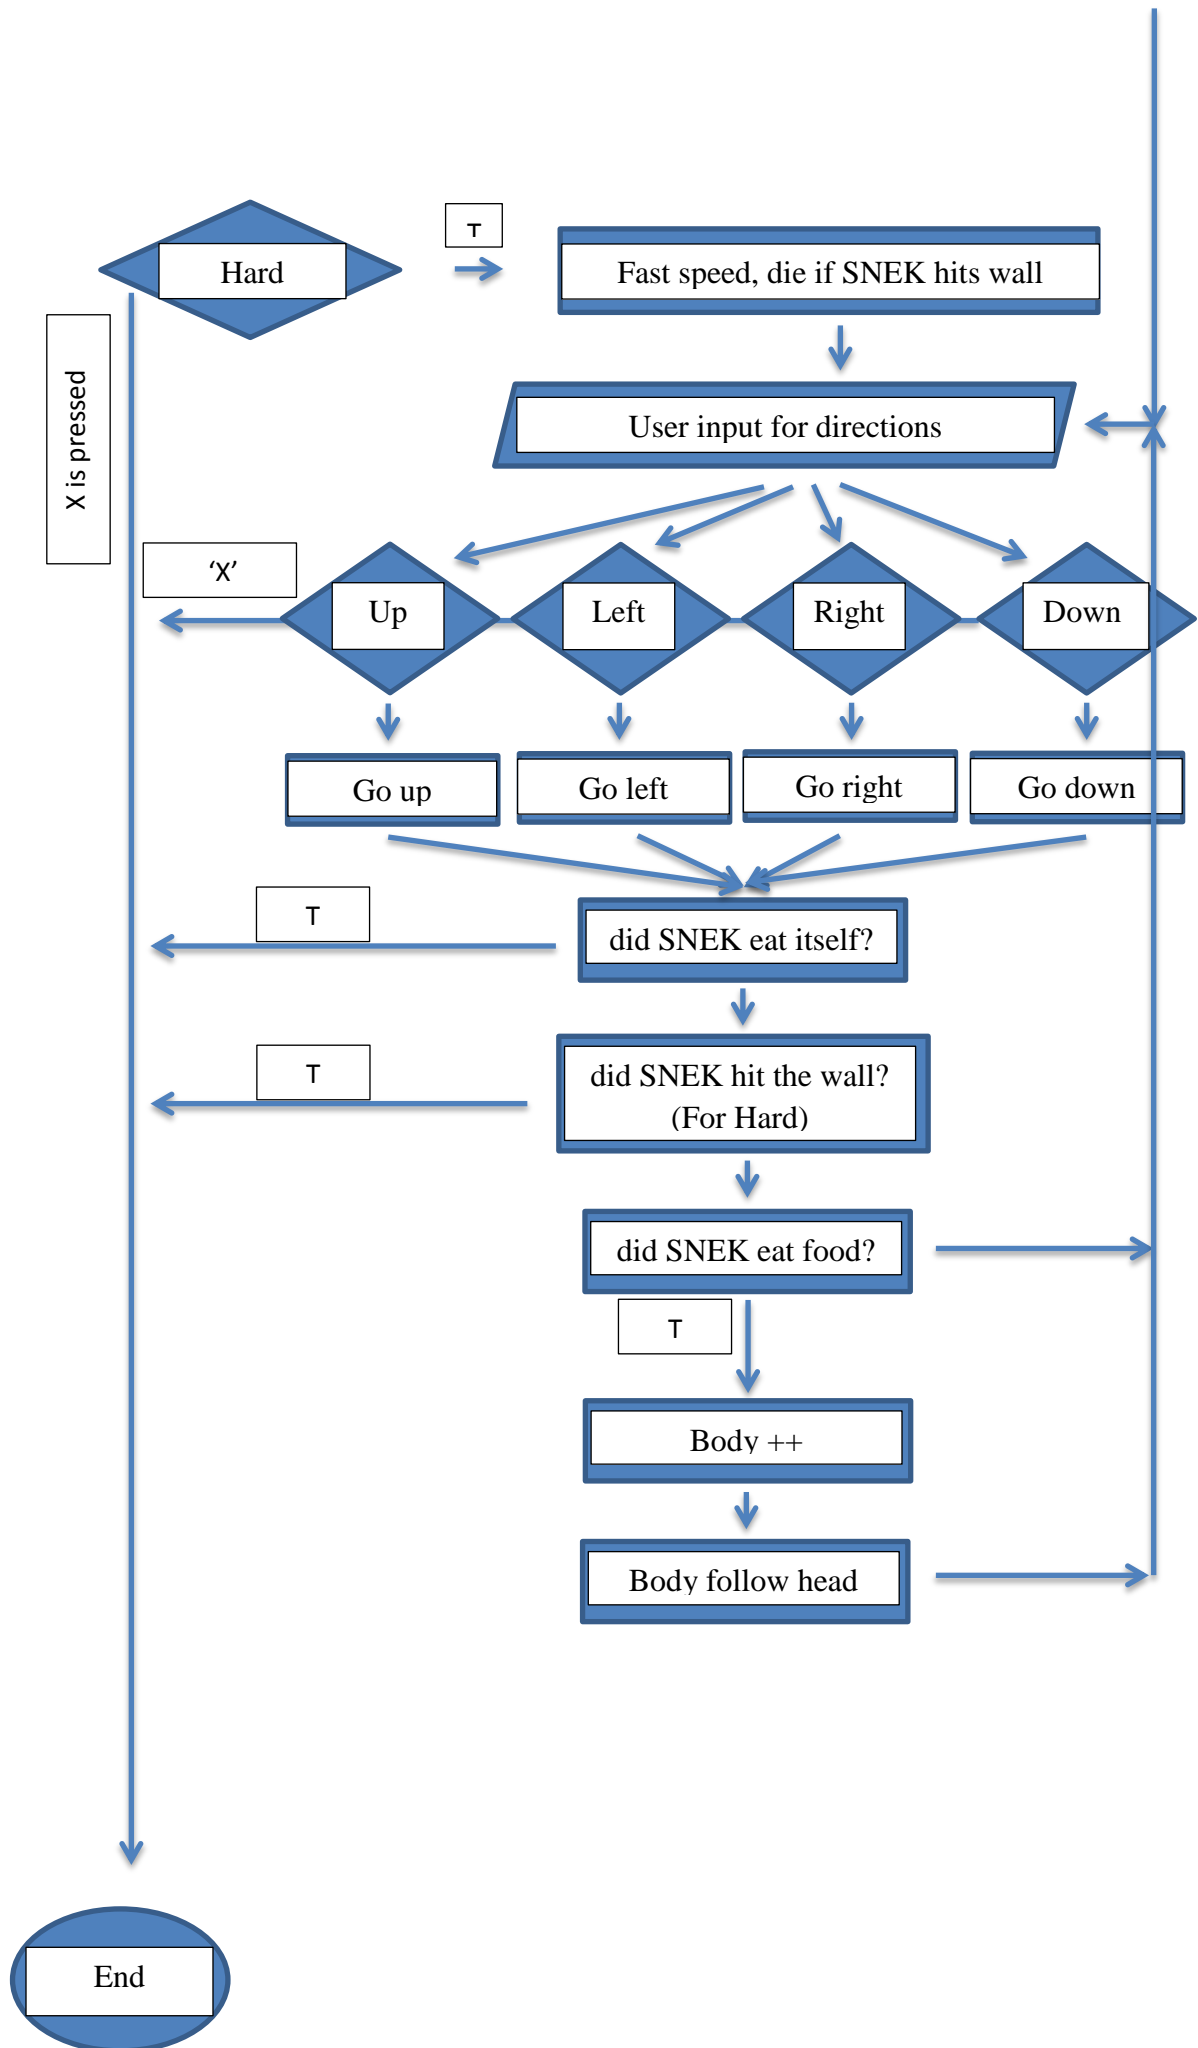 T
Hard
Fast speed, die if SNEK hits wall
X is pressed
User input for directions
‘X’
Up
Left
Right
Down
Go up
Go left
Go right
Go down
T
did SNEK eat itself?
T
did SNEK hit the wall?
(For Hard)
did SNEK eat food?
T
Body ++
Body follow head
End